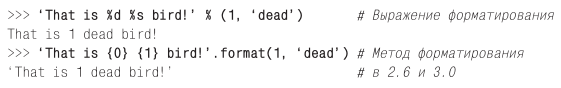 >>> ‘That is %d %s bird!’ % (1, ‘dead’) # Выражение форматирования
That is 1 dead bird!
>>> ‘That is {0} {1} bird!’.format(1, ‘dead’) # Метод форматирования
‘That is 1 dead bird!’ # в 2.6 и 3.0